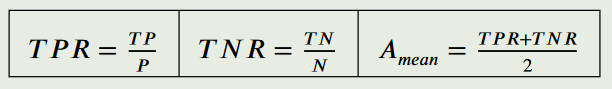 TPR = TP/P TNR = TN/N A_mean = TPR+TNR/2